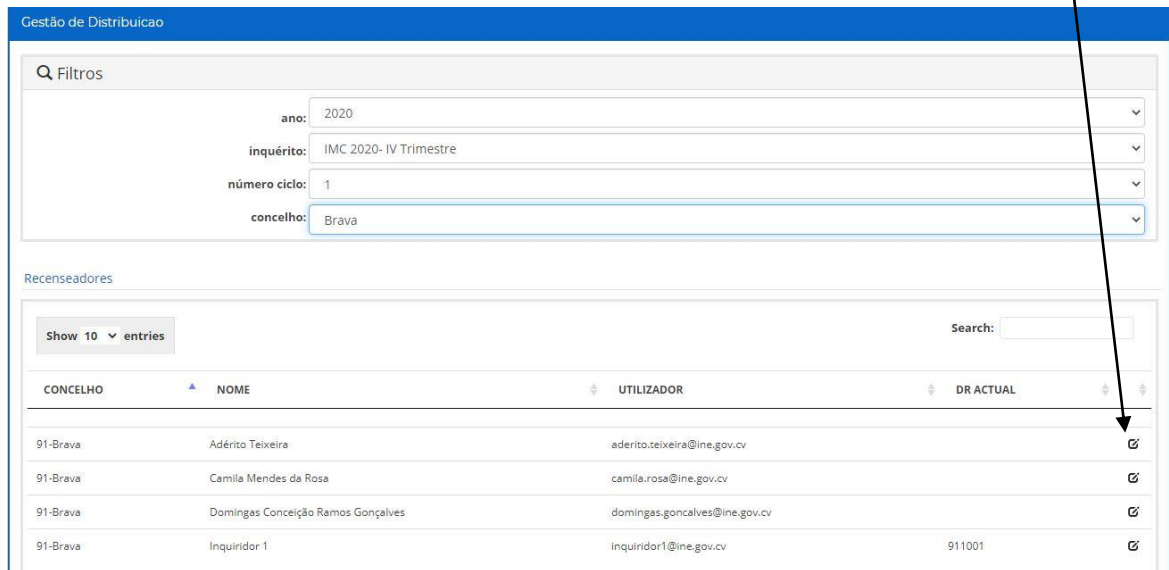 Gestão de Distribuicao
Filtros
ano: 2020
inquérito: IMC 2020- IV Trimestre
número ciclo: 1
concelho: Brava
Recenseadores
Show 10 entries Search:
CONCELHO NOME UTILIZADOR DR ACTUAL
91-Brava Adérito Teixeira aderito.teixeira@ine.gov.cv
91-Brava Camila Mendes da Rosa camila.rosa@ine.gov.cv
91-Brava Domingas Conceição Ramos Gonçalves domingas.goncalves@ine.gov.cv
91-Brava Inquiridor 1 inquiridor1@ine.gov.cv 911001